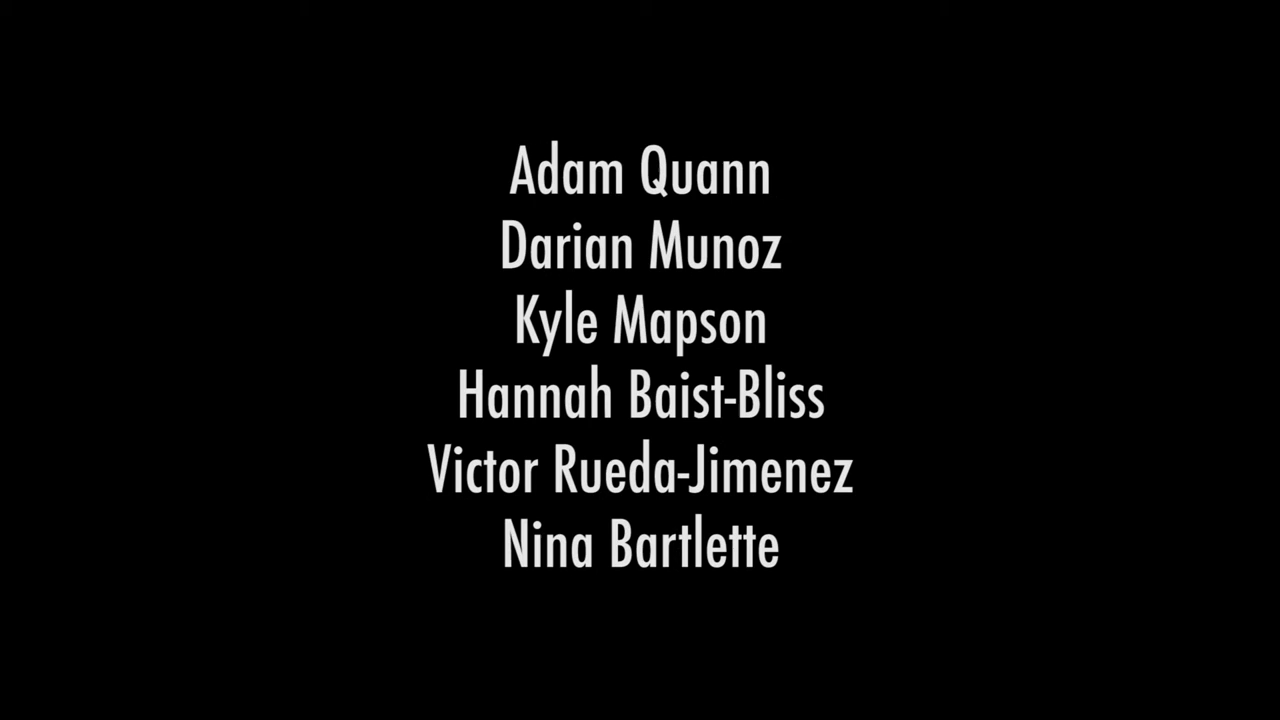 Adam Quann
Darian Munoz
Kyle Mapson
Hannah Baist-Bliss
Victor Rueda-Jimenez
Nina Bartlette